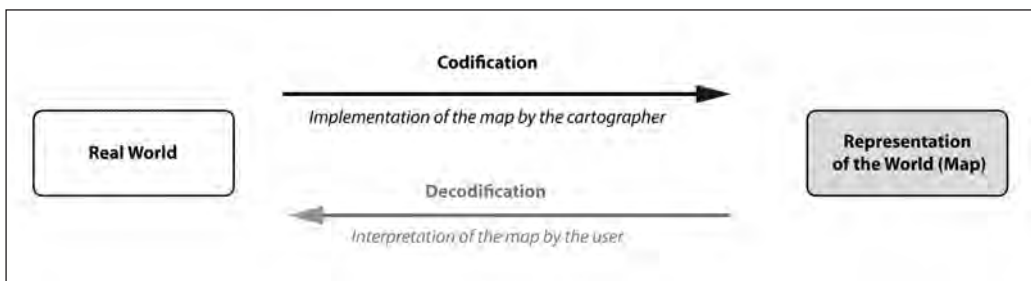 Codification
Implementation of the map by the cartographer
Real World
Representation
of the World (Map)
Decodification
Interpretation of the map by the user